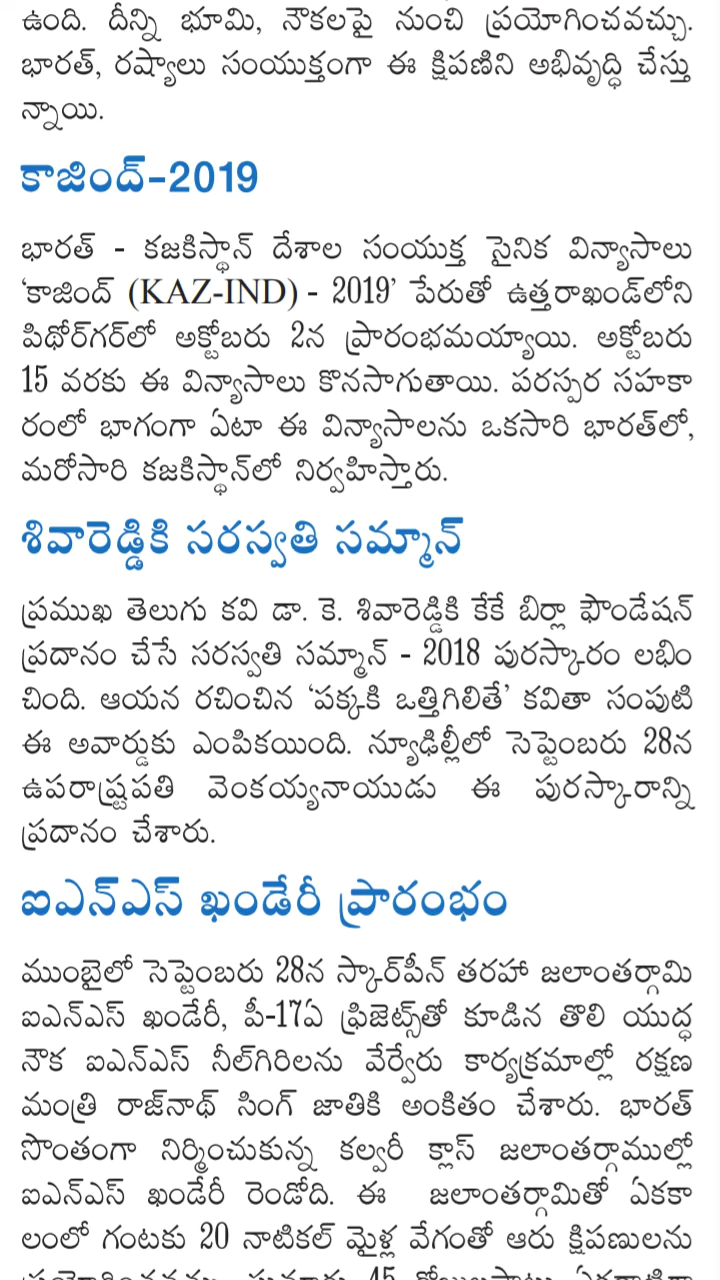 ఉంది. దీన్ని భూమి, నౌకలపై నుంచి ప్రయోగించవచ్చు.
భారత్, రష్యాలు సంయుక్తంగా ఈ క్షిపణిని అభివృద్ధి చేస్తు
న్నాయి.
కాజింద్-2019
భారత్ - కజకిస్థాన్ దేశాల సంయుక్త సైనిక విన్యాసాలు
‘కాజింద్ (KAZ-IND) - 2019’ పేరుతో ఉత్తరాఖండ్‌లోని
పిథోర్‌గర్‌లో అక్టోబరు 2న ప్రారంభమయ్యాయి. అక్టోబరు
15 వరకు ఈ విన్యాసాలు కొనసాగుతాయి. పరస్పర సహకా
రంలో భాగంగా ఏటా ఈ విన్యాసాలను ఒకసారి భారత్‌లో,
మరోసారి కజకిస్థాన్‌లో నిర్వహిస్తారు.
శివారెడ్డికి సరస్వతి సమ్మాన్
ప్రముఖ తెలుగు కవి డా. కె. శివారెడ్డికి కేకే బిర్లా ఫౌండేషన్
ప్రదానం చేసే సరస్వతి సమ్మాన్ - 2018 పురస్కారం లభిం
చింది. ఆయన రచించిన ‘పక్కకి ఒత్తిగిలితే’ కవితా సంపుటి
ఈ అవార్డుకు ఎంపికయింది. న్యూఢిల్లీలో సెప్టెంబరు 28న
ఉపరాష్ట్రపతి వెంకయ్యనాయుడు ఈ పురస్కారాన్ని
ప్రదానం చేశారు.
ఐఎన్ఎస్ ఖండేరీ ప్రారంభం
ముంబైలో సెప్టెంబరు 28న స్కార్‌పీన్ తరహా జలాంతర్గామి
ఐఎన్ఎస్ ఖండేరీ, పీ-17ఏ ఫ్రిజెట్స్‌తో కూడిన తొలి యుద్ధ
నౌక ఐఎన్ఎస్ నీల్‌గిరిలను వేర్వేరు కార్యక్రమాల్లో రక్షణ
మంత్రి రాజ్‌నాథ్ సింగ్ జాతికి అంకితం చేశారు. భారత్
సొంతంగా నిర్మించుకున్న కల్వరీ క్లాస్ జలాంతర్గాముల్లో
ఐఎన్ఎస్ ఖండేరీ రెండోది. ఈ జలాంతర్గామితో ఏకకా
లంలో గంటకు 20 నాటికల్ మైళ్ల వేగంతో ఆరు క్షిపణులను